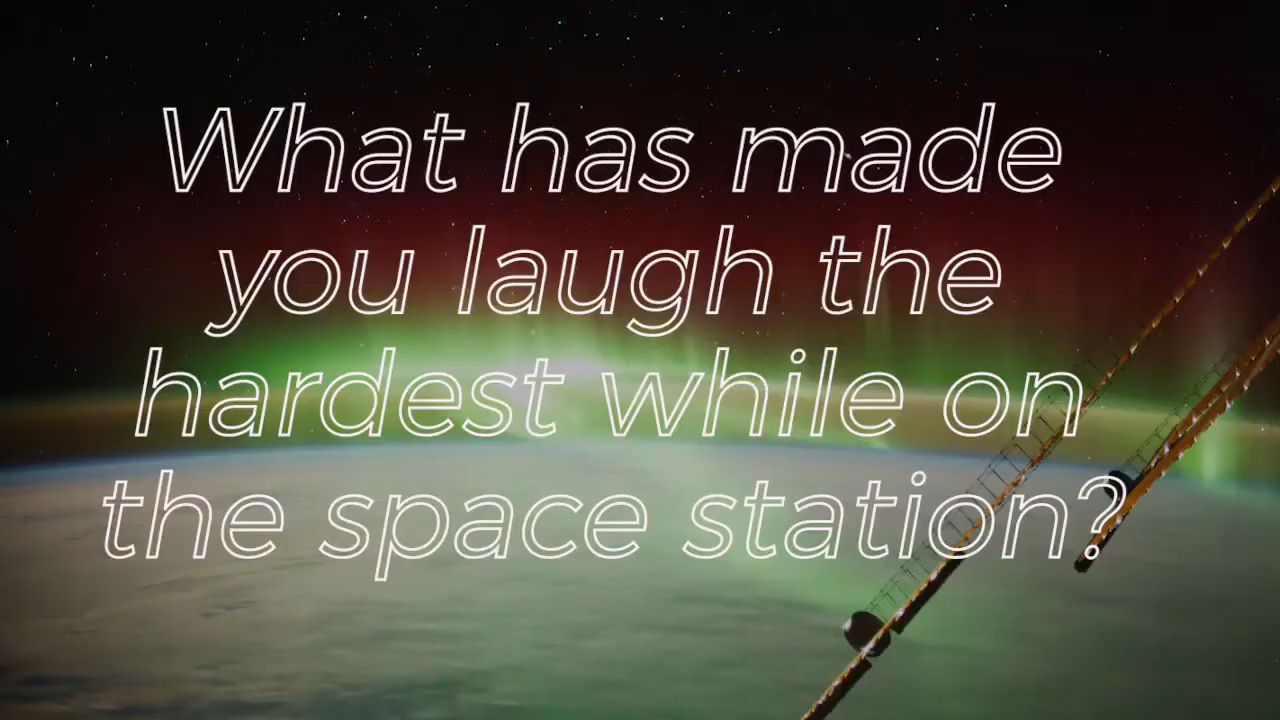 What has made
you laugh the
hardest while on
the space station?